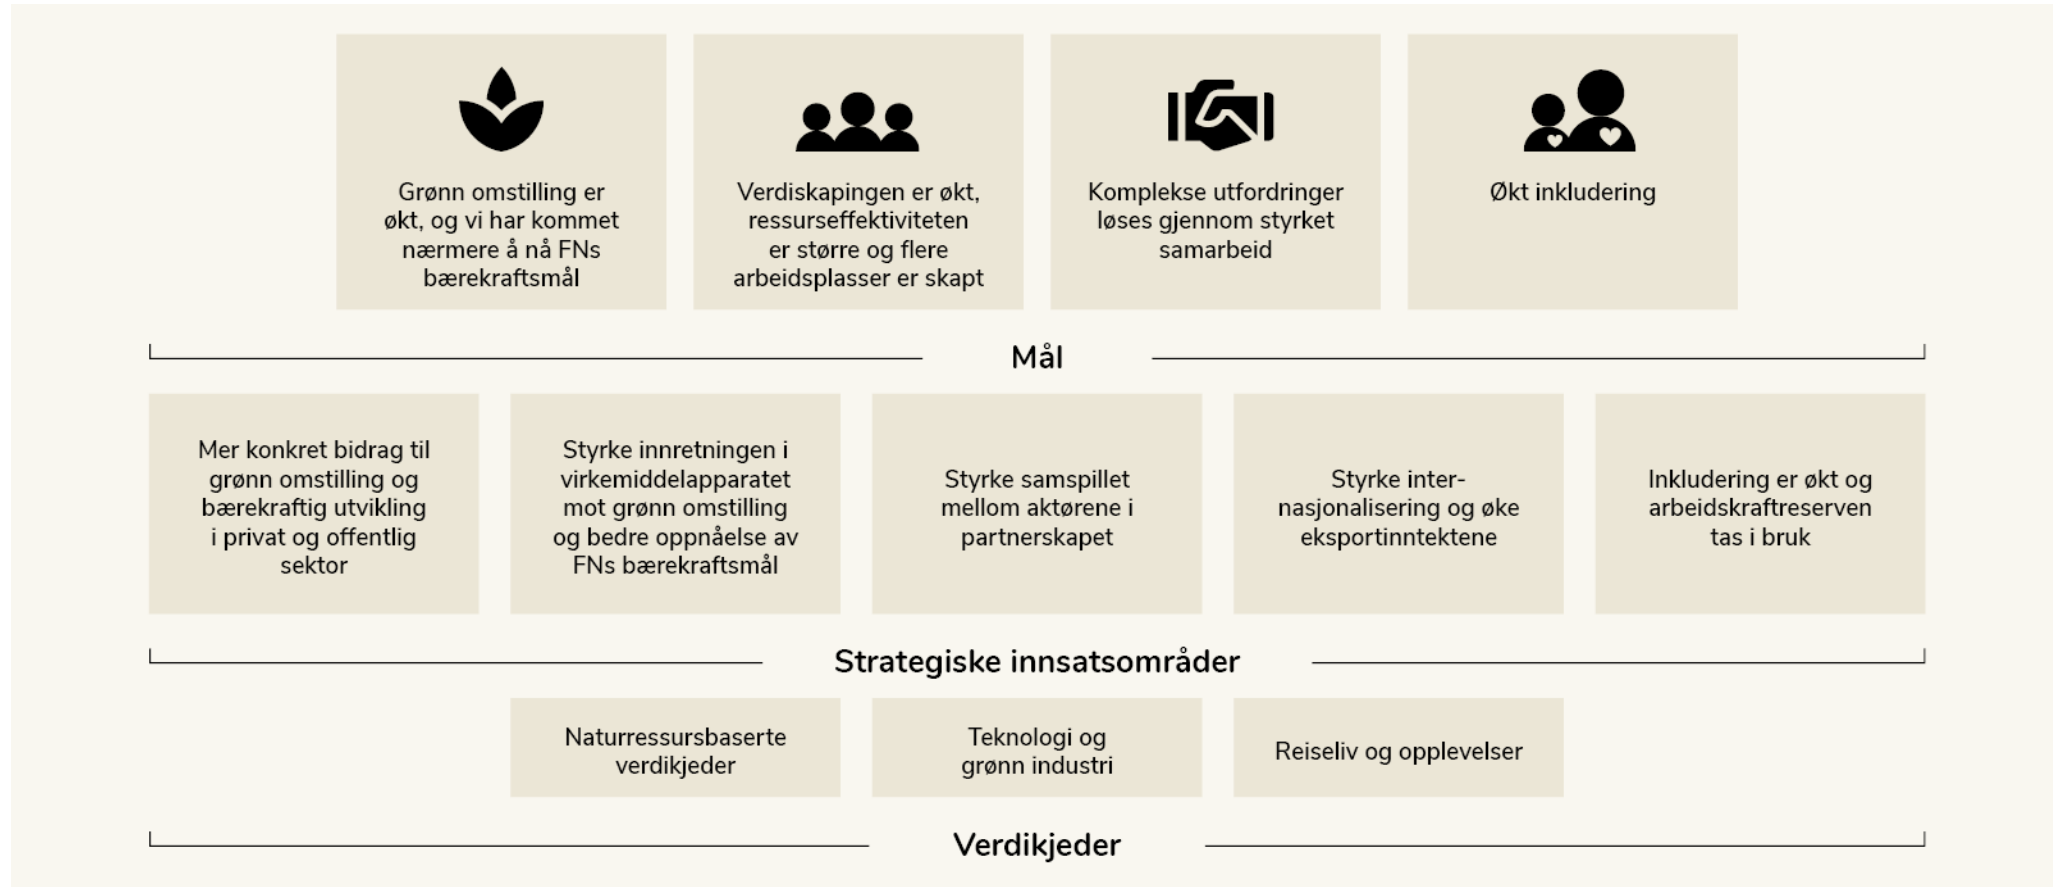 Grønn omstilling er
økt, og vi har kommet
nærmere å nå FNs
bærekraftsmål
Verdiskapingen er økt,
ressurseffektiviteten
er større og flere
arbeidsplasser er skapt
Komplekse utfordringer
løses gjennom styrket
samarbeid
Økt inkludering
Mål
Mer konkret bidrag til
grønn omstilling og
bærekraftig utvikling
i privat og offentlig
sektor
Styrke innretningen i
virkemiddelapparatet
mot grønn omstilling
og bedre oppnåelse av
FNs bærekraftsmål
Styrke samspillet
mellom aktørene i
partnerskapet
Styrke inter-
nasjonalisering og øke
eksportinntektene
Inkludering er økt og
arbeidskraftreserven
tas i bruk
Strategiske innsatsområder
Naturressursbaserte
verdikjeder
Teknologi og
grønn industri
Reiseliv og opplevelser
Verdikjeder